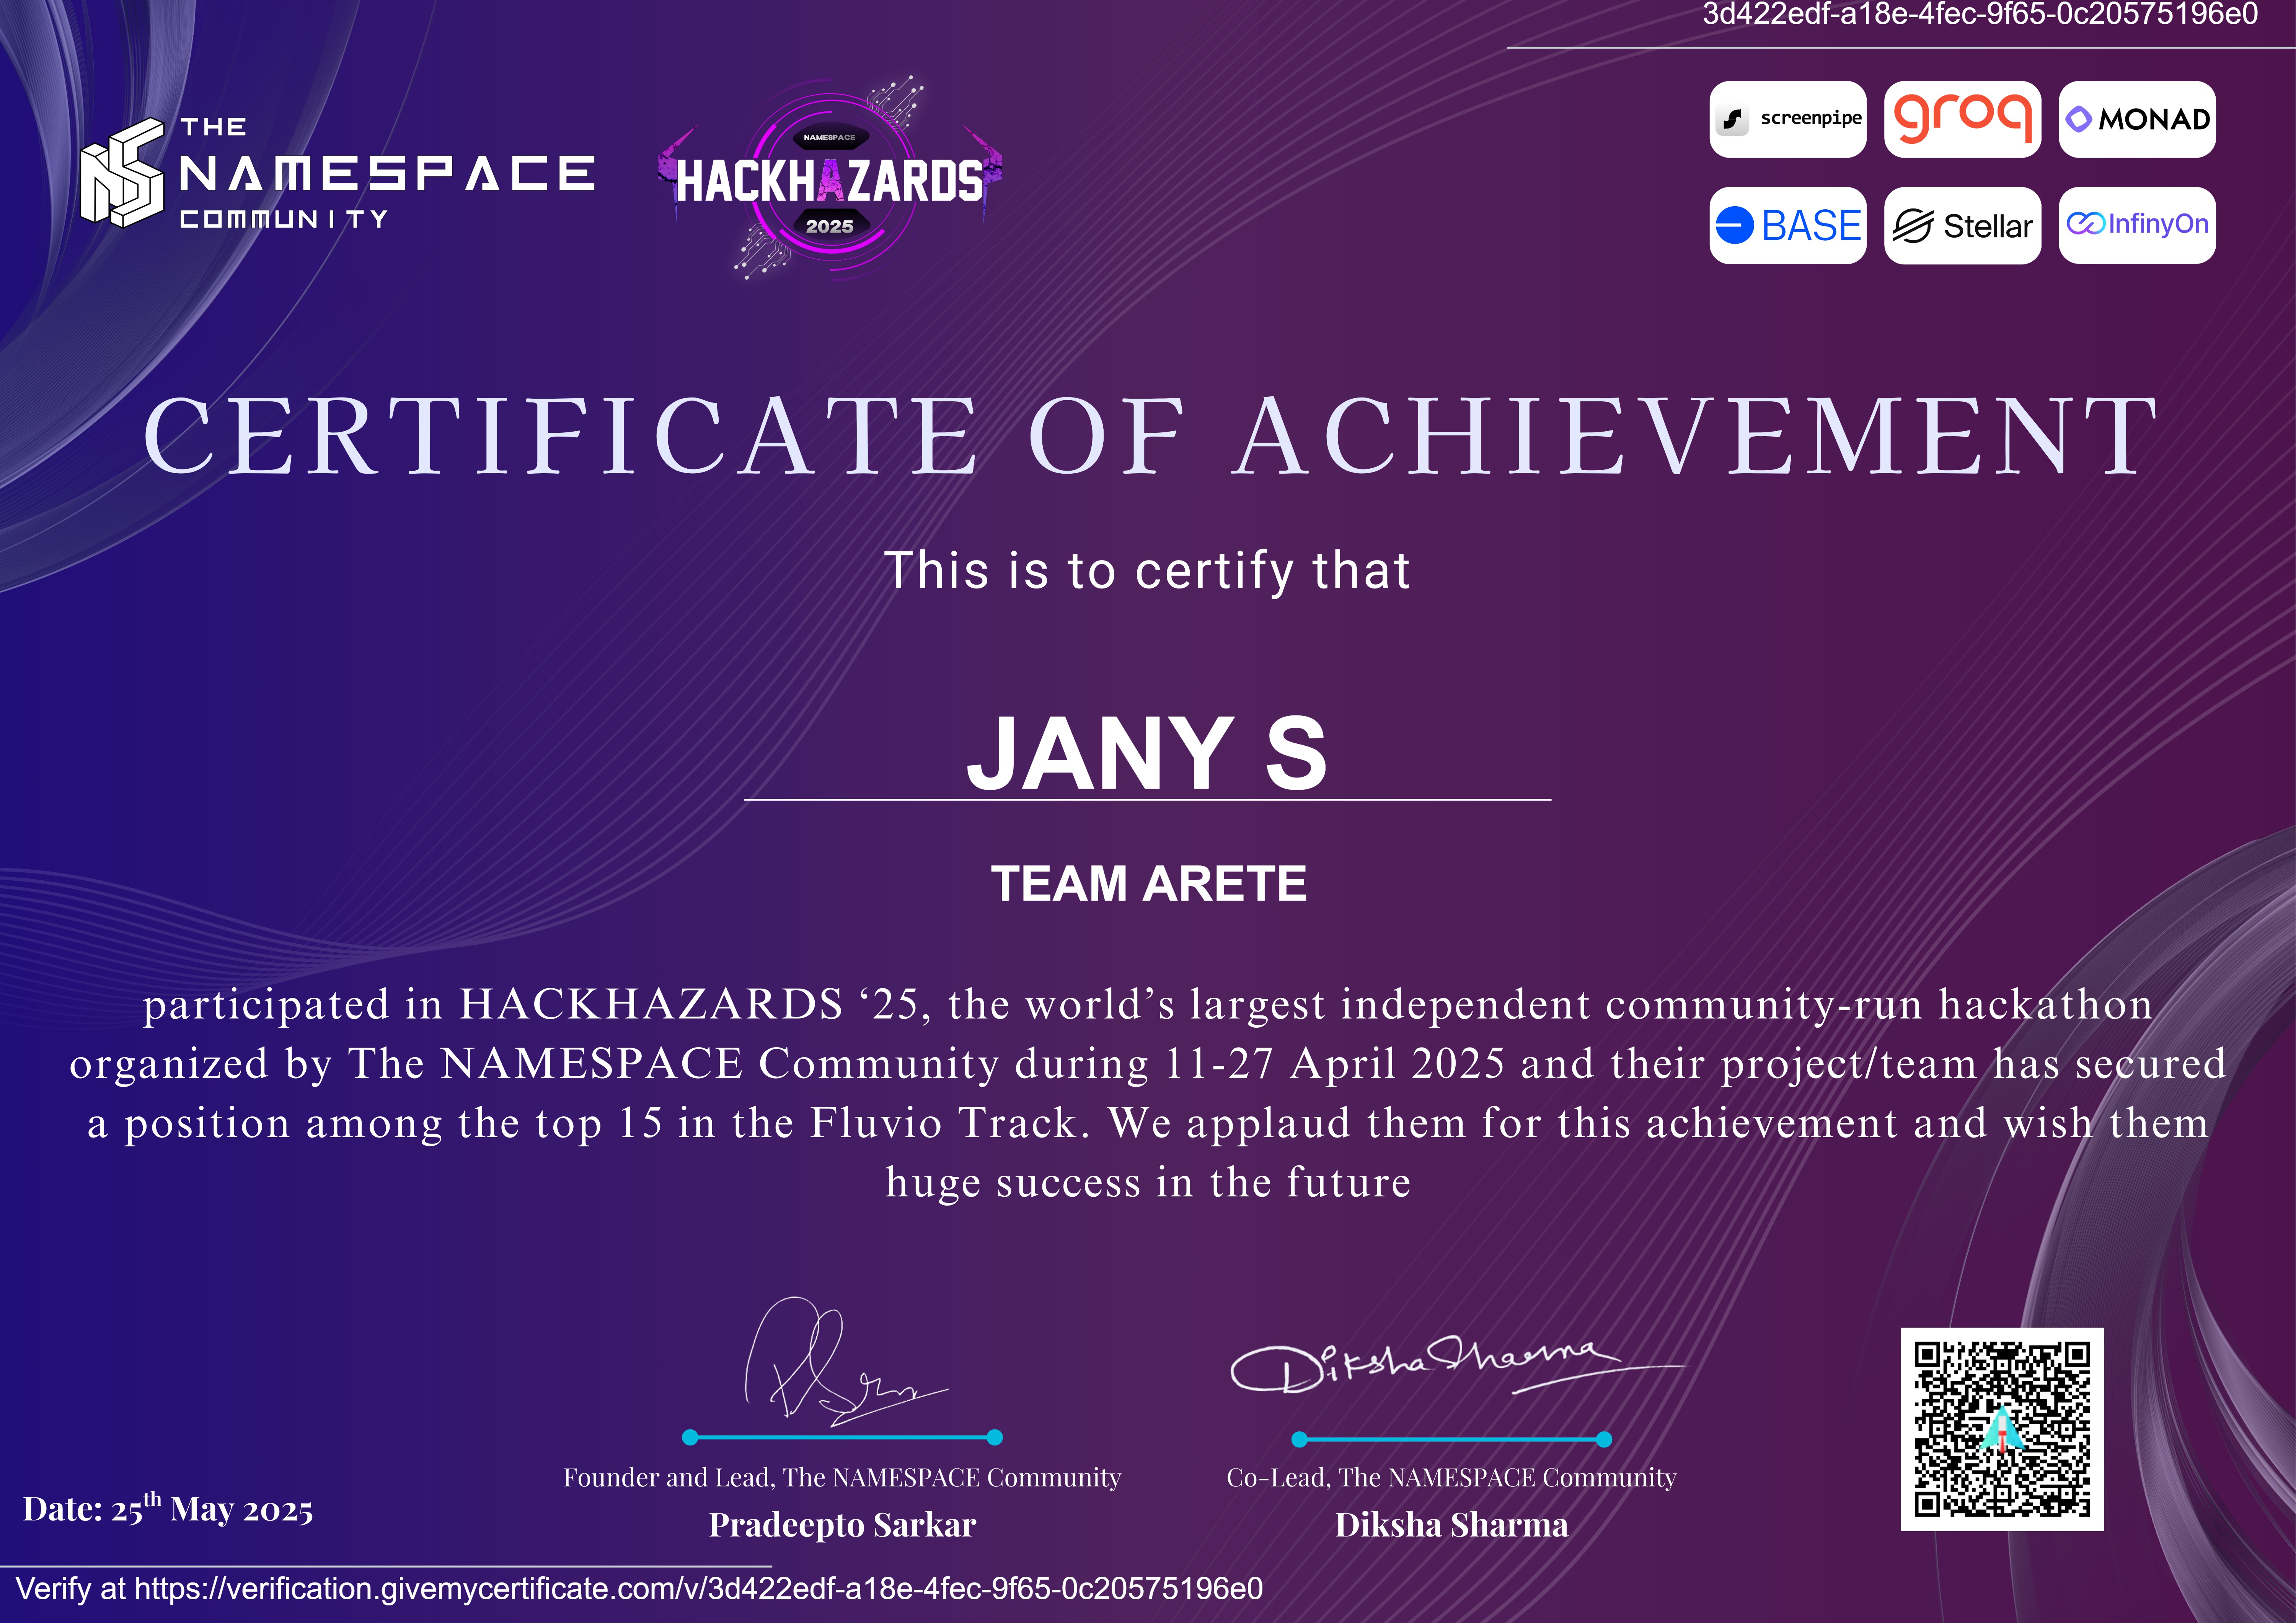 3d422edf-a18e-4fec-9f65-0c20575196e0
THE
NAMESPACE
COMMUNITY
NAMESPACE
HACKHAZARDS
2025
screenpipe
groq
MONAD
BASE
Stellar
InfinyOn
CERTIFICATE OF ACHIEVEMENT
This is to certify that
JANY S
TEAM ARETE
participated in HACKHAZARDS ‘25, the world’s largest independent community-run hackathon
organized by The NAMESPACE Community during 11-27 April 2025 and their project/team has secured
a position among the top 15 in the Fluvio Track. We applaud them for this achievement and wish them
huge success in the future
Diksha Sharma
Founder and Lead, The NAMESPACE Community
Pradeepto Sarkar
Co-Lead, The NAMESPACE Community
Diksha Sharma
Date: 25th May 2025
Verify at https://verification.givemycertificate.com/v/3d422edf-a18e-4fec-9f65-0c20575196e0